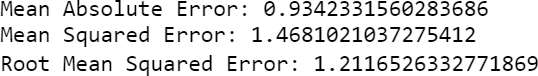 Mean Absolute Error: 0.9342331560283686
Mean Squared Error: 1.4681021037275412
Root Mean Squared Error: 1.2116526332771869